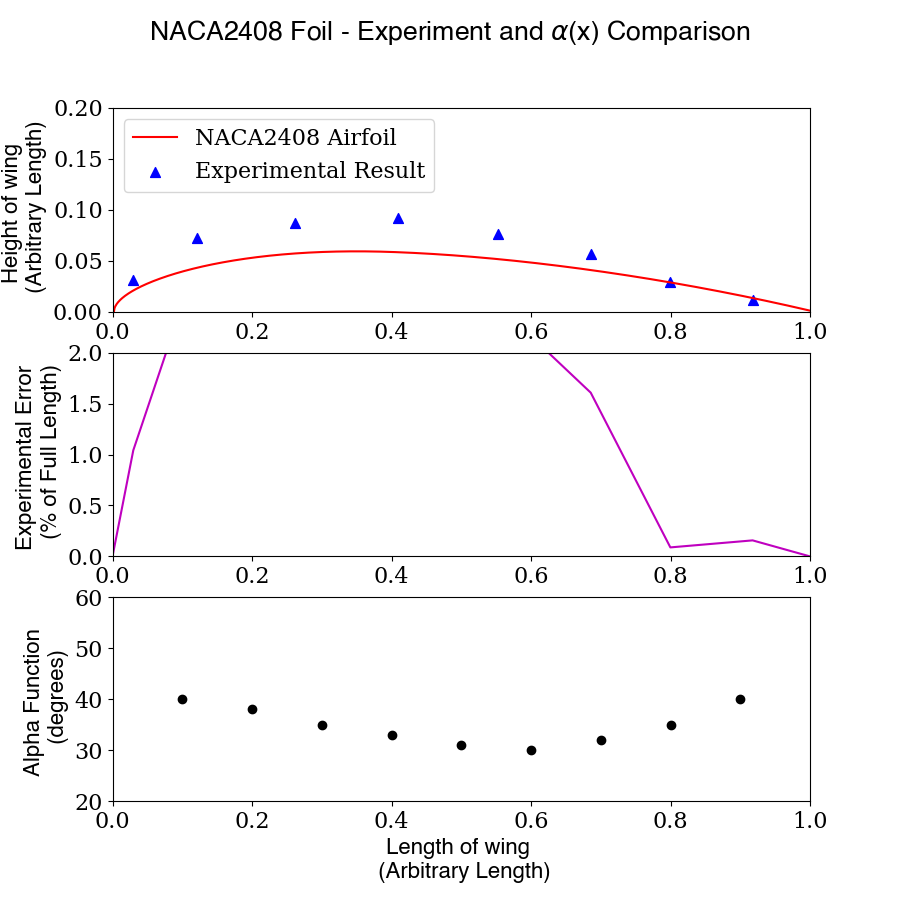 NACA2408 Foil - Experiment and α(x) Comparison
Height of wing
(Arbitrary Length)
0.20
0.15
0.10
0.05
0.00
NACA2408 Airfoil
Experimental Result
0.0 0.2 0.4 0.6 0.8 1.0
Experimental Error
(% of Full Length)
2.0
1.5
1.0
0.5
0.0
0.0 0.2 0.4 0.6 0.8 1.0
Alpha Function
(degrees)
60
50
40
30
20
0.0 0.2 0.4 0.6 0.8 1.0
Length of wing
(Arbitrary Length)